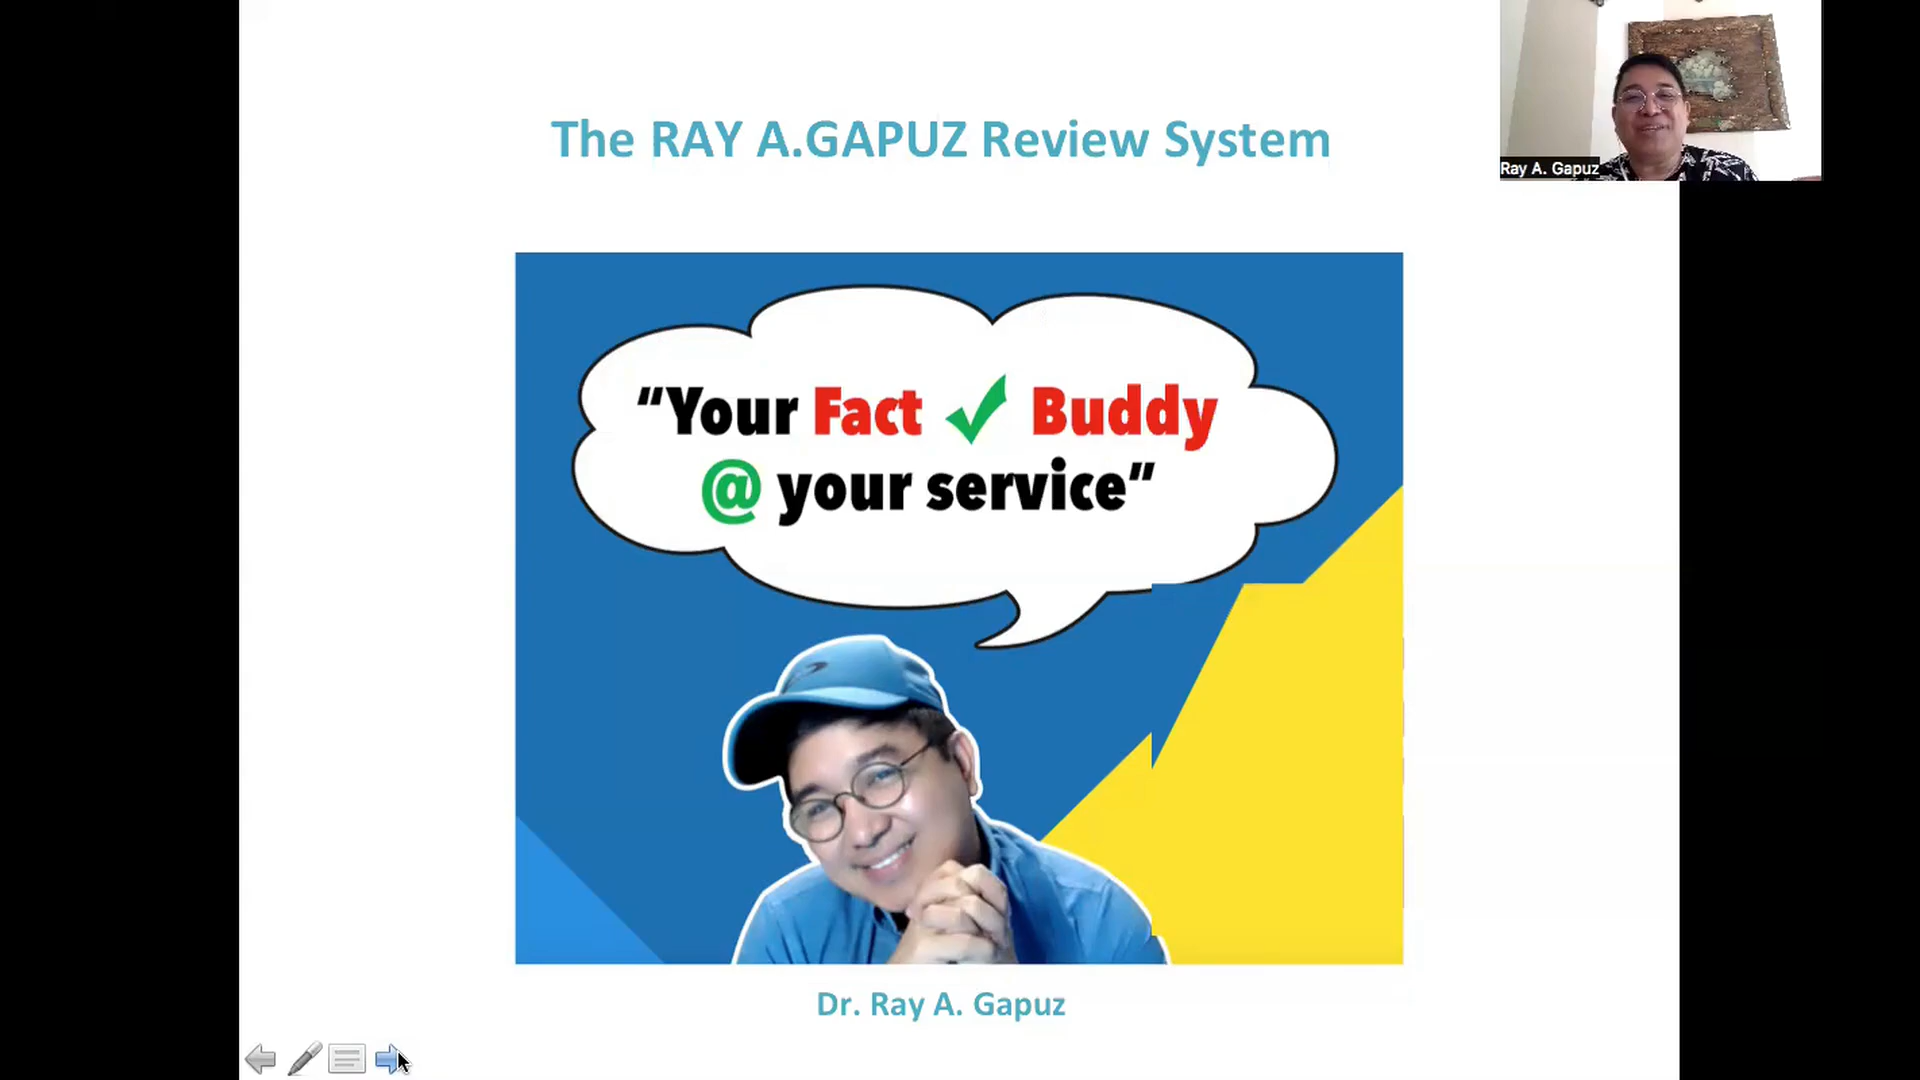 The RAY A.GAPUZ Review System
Ray A. Gapuz
“Your Fact ✓ Buddy
@ your service”
Dr. Ray A. Gapuz